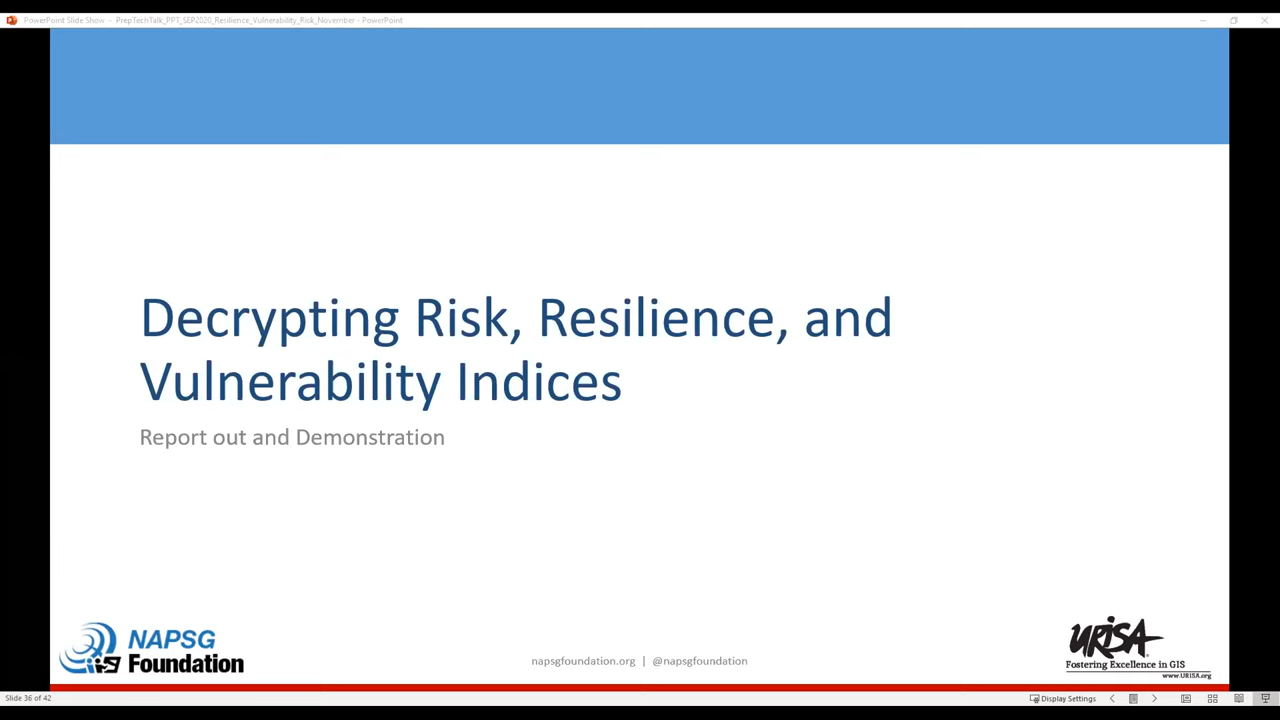 PowerPoint Slide Show - PrepTechTalk_PPT_SEP2020_Resilience_Vulnerability_Risk_November - PowerPoint
Decrypting Risk, Resilience, and
Vulnerability Indices
Report out and Demonstration
NAPSG
Foundation
napsgfoundation.org | @napsgfoundation
URISA
Fostering Excellence in GIS
www.URISA.org
Slide 36 of 42
Display Settings